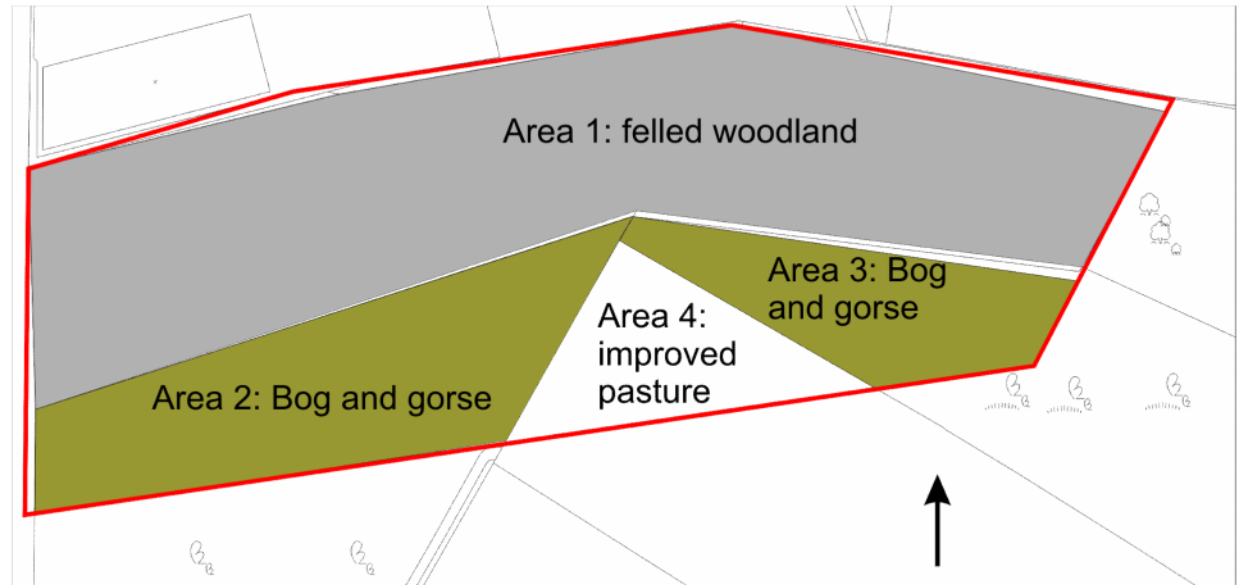 Area 1: felled woodland
Area 2: Bog and gorse
Area 3: Bog
and gorse
Area 4:
improved
pasture